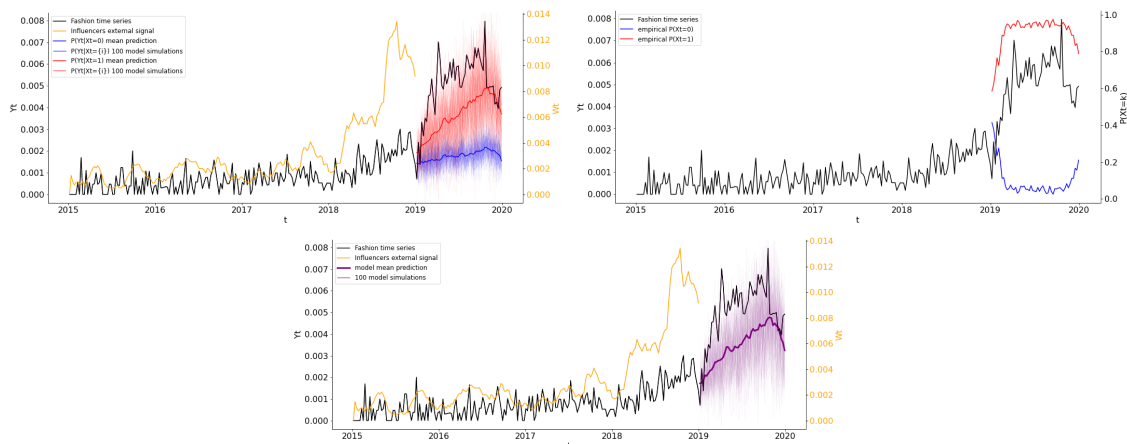 0.008
0.007
0.006
0.005
0.004
0.003
0.002
0.001
0.000
Yt
Fashion time series
Influencers external signal
P(Yt|Xt=0) mean prediction
P(Yt|Xt={i}) 100 model simulations
P(Yt|Xt=1) mean prediction
P(Yt|Xt={i}) 100 model simulations
0.014
0.012
0.010
0.008
0.006
0.004
0.002
0.000
Wt
2015 2016 2017 2018 2019 2020
t
0.008
0.007
0.006
0.005
0.004
0.003
0.002
0.001
0.000
Yt
Fashion time series
empirical P(Xt=0)
empirical P(Xt=1)
1.0
0.8
0.6
0.4
0.2
0.0
P(Xt=k)
2015 2016 2017 2018 2019 2020
t
0.008
0.007
0.006
0.005
0.004
0.003
0.002
0.001
0.000
Yt
Fashion time series
Influencers external signal
model mean prediction
100 model simulations
0.014
0.012
0.010
0.008
0.006
0.004
0.002
0.000
Wt
2015 2016 2017 2018 2019 2020